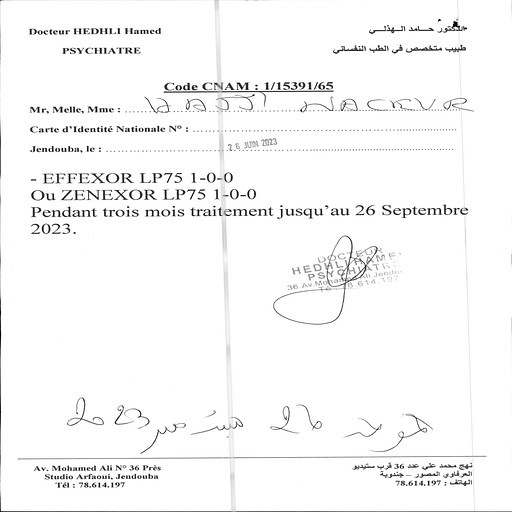 Docteur HEDHLI Hamed
الدكتور حامد الهذلي
PSYCHIATRE
طبيب متخصص في الطب النفساني
Code CNAM : 1/15391/65
Mr, Melle, Mme : HAJJI NACEUR
Carte d'Identité Nationale N° :
Jendouba, le : 26 JUIN 2023
- EFFEXOR LP75 1-0-0
Ou ZENEXOR LP75 1-0-0
Pendant trois mois traitement jusqu'au 26 Septembre
2023.
DOCTEUR
HEDHLI HAMED
PSYCHIATRE
36 Av Mohamed Ali Jendouba
Tél : 78 614 197
26 سبتمبر 2023
Av. Mohamed Ali N° 36 Près
Studio Arfaoui, Jendouba
Tél : 78.614.197
نهج محمد علي عدد 36 قرب ستيديو
العرفاوي المصور – جندوبة
الهاتف : 78.614.197